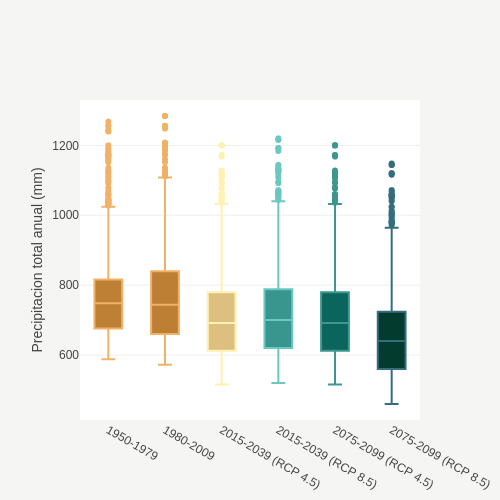 Precipitacion total anual (mm)
1200
1000
800
600
1950-1979
1980-2009
2015-2039 (RCP 4.5)
2015-2039 (RCP 8.5)
2075-2099 (RCP 4.5)
2075-2099 (RCP 8.5)